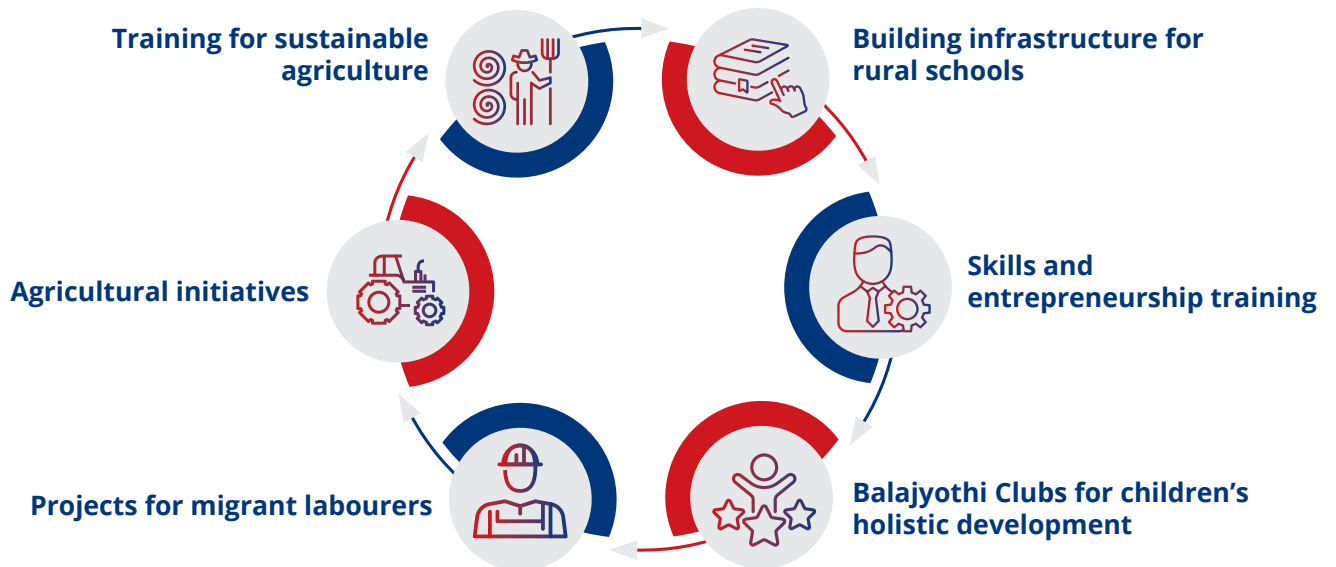 Training for sustainable
agriculture
Building infrastructure for
rural schools
Skills and
entrepreneurship training
Balajyothi Clubs for children’s
holistic development
Projects for migrant labourers
Agricultural initiatives